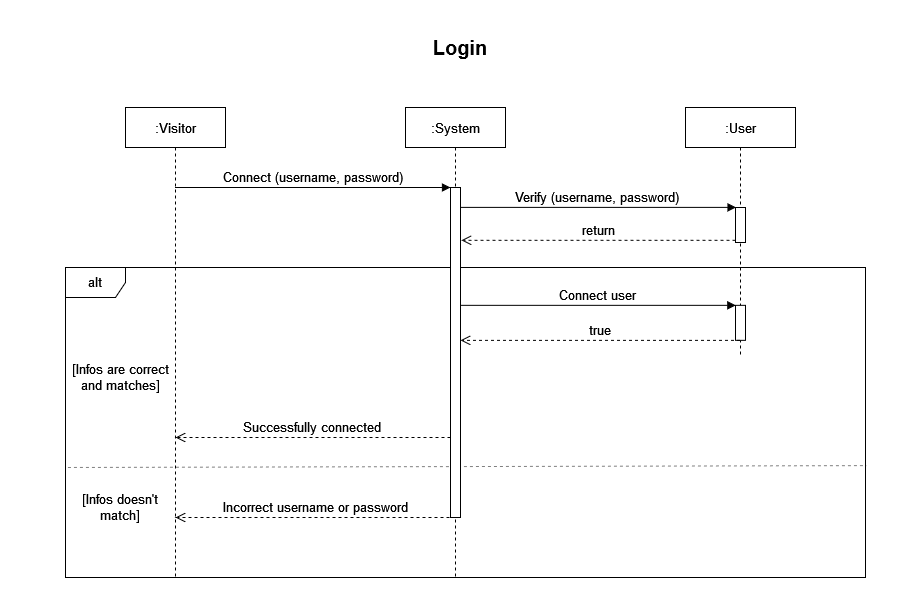 Login
:Visitor
:System
:User
Connect (username, password)
Verify (username, password)
return
alt
Connect user
true
[Infos are correct
and matches]
Successfully connected
[Infos doesn't
match]
Incorrect username or password